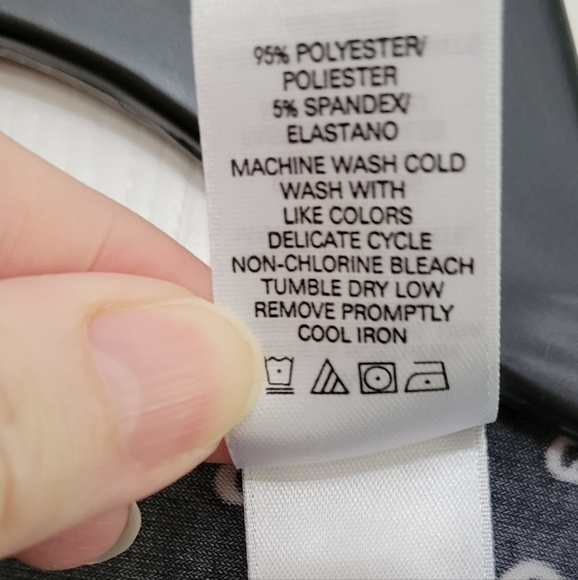 95% POLYESTER/
POLIESTER
5% SPANDEX/
ELASTANO
MACHINE WASH COLD
WASH WITH
LIKE COLORS
DELICATE CYCLE
NON-CHLORINE BLEACH
TUMBLE DRY LOW
REMOVE PROMPTLY
COOL IRON